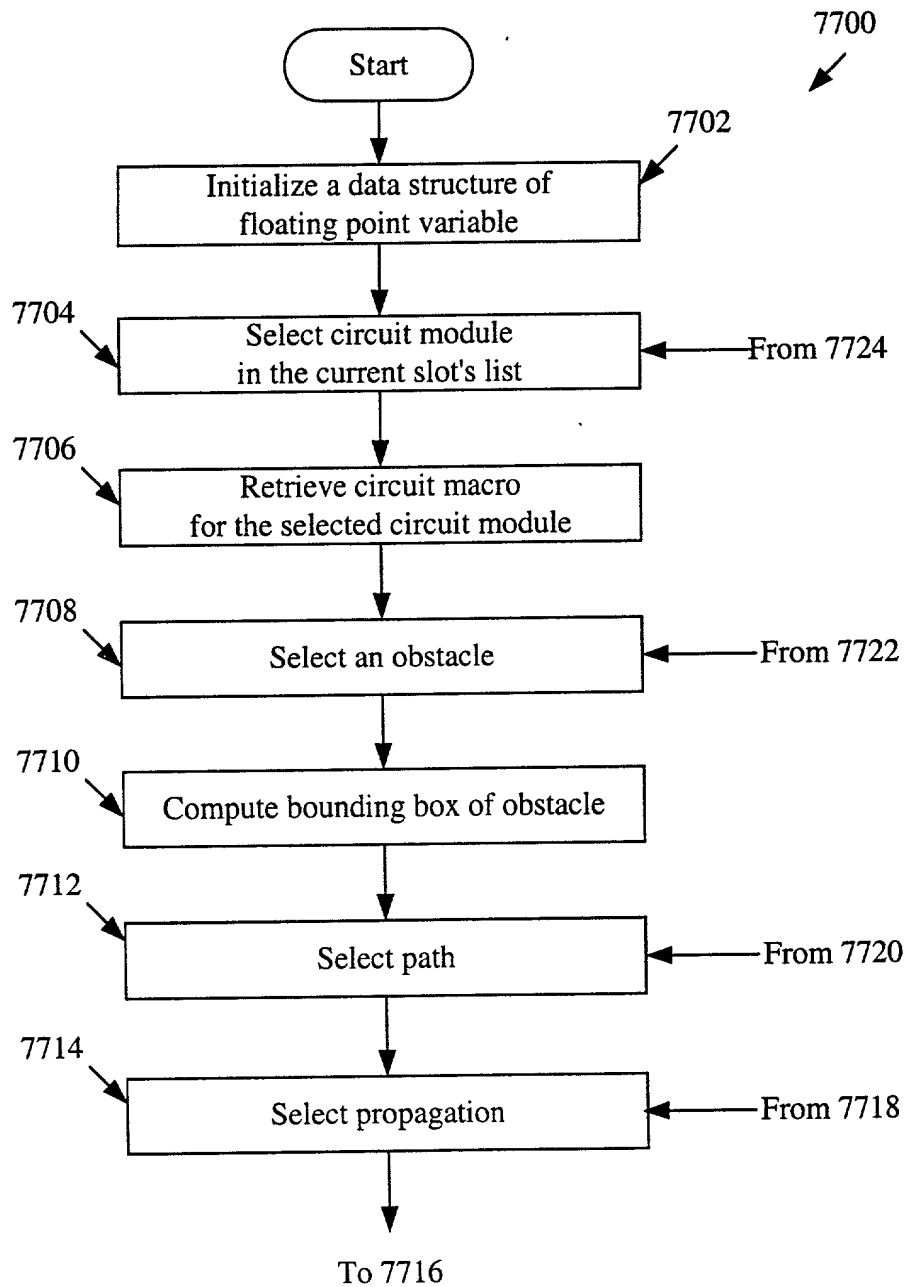 7700
Start
7702
Initialize a data structure of
floating point variable
7704
Select circuit module
in the current slot's list
From 7724
7706
Retrieve circuit macro
for the selected circuit module
7708
Select an obstacle
From 7722
7710
Compute bounding box of obstacle
7712
Select path
From 7720
7714
Select propagation
From 7718
To 7716